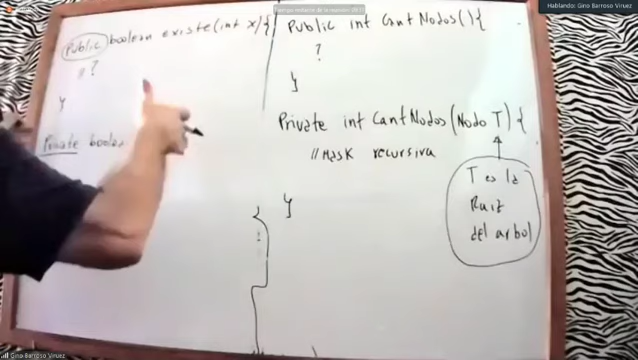 Hablando: Gino Barroso Viruez
Public boolean existe(int x){
// ?
}
Private boolean
Public int CantNodos(){
?
}
Private int CantNodos(Nodo T){
// Mask recursiva
}
T es la
Raiz
del arbol
Gino Barroso Viruez